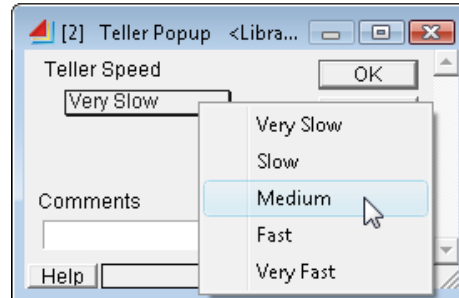 [2] Teller Popup <Libra...
Teller Speed
OK
Very Slow
Very Slow
Slow
Medium
Comments
Fast
Very Fast
Help